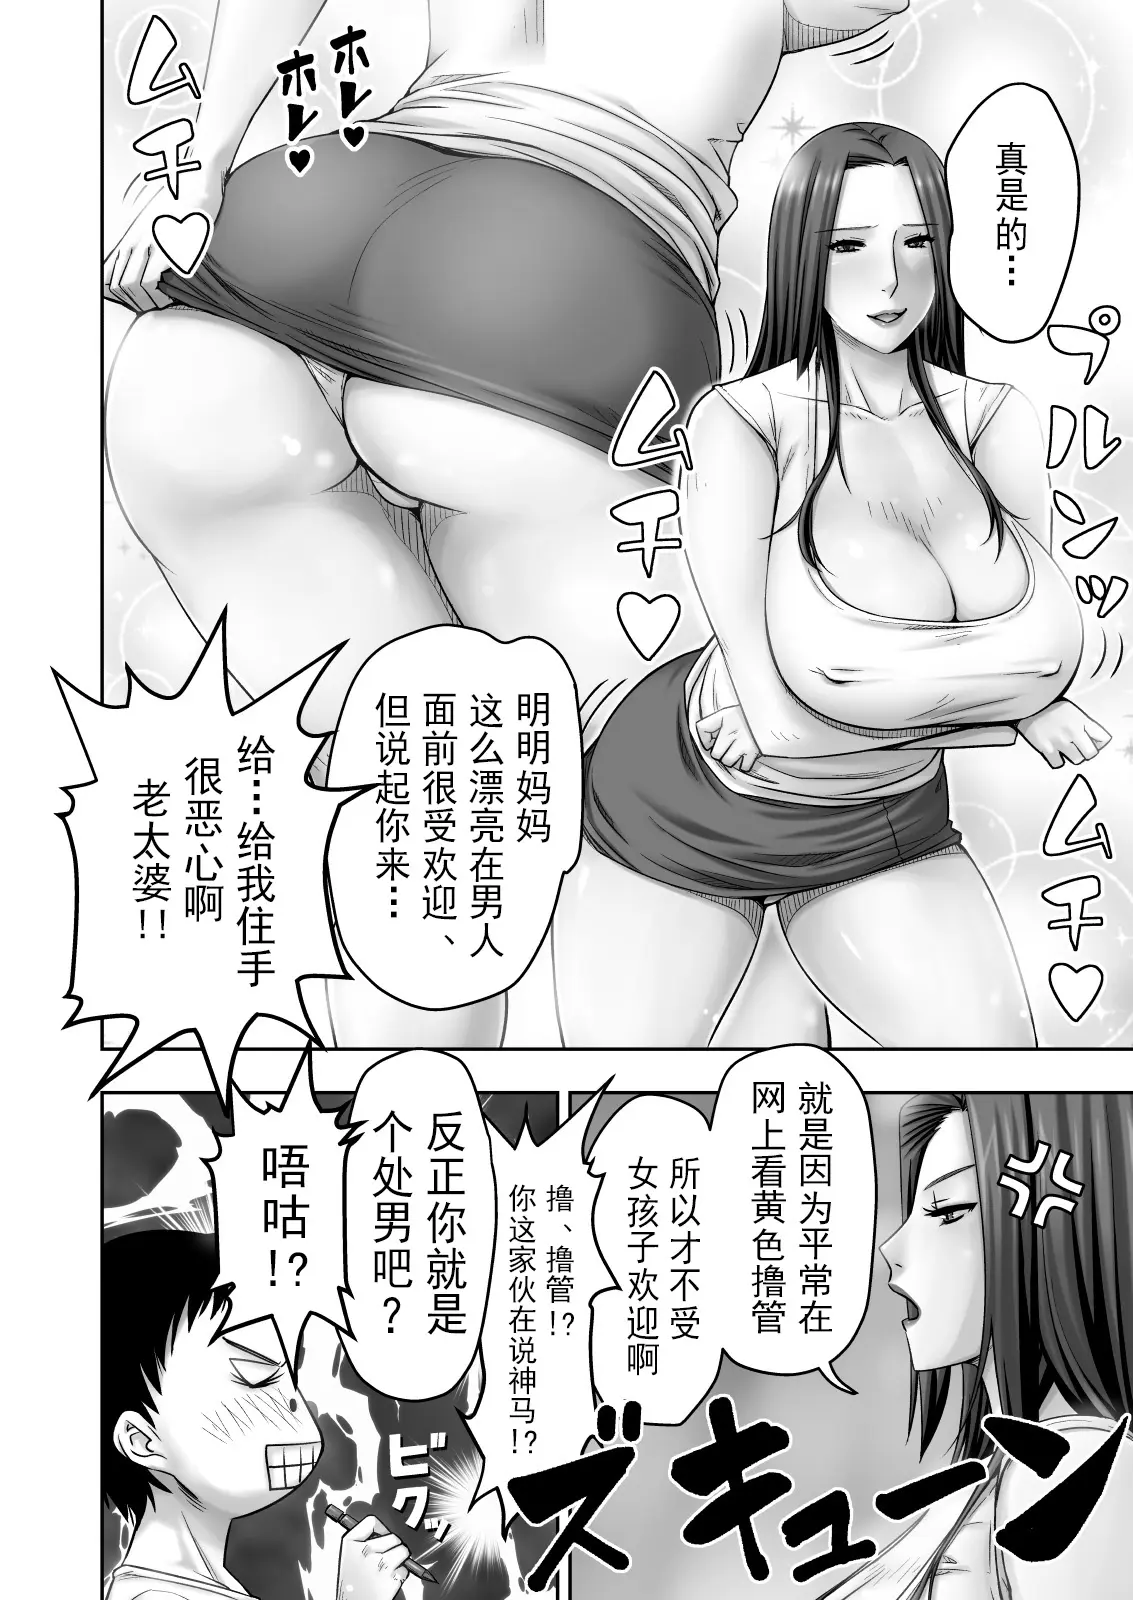 真是的…
プルンッ
ムチ♡
ムチ♡
ホレ♥
ホレ♥
ムチ♡
明明妈妈
这么漂亮在男人
面前很受欢迎、
但说起你来…
给…给我住手
很恶心啊
老太婆!!
就是因为平常在
网上看黄色撸管
所以才不受
女孩子欢迎啊
ズキューン
撸、撸管!?
你这家伙在说神马!?
反正你就是
个处男吧？
唔咕!?
ビクッ